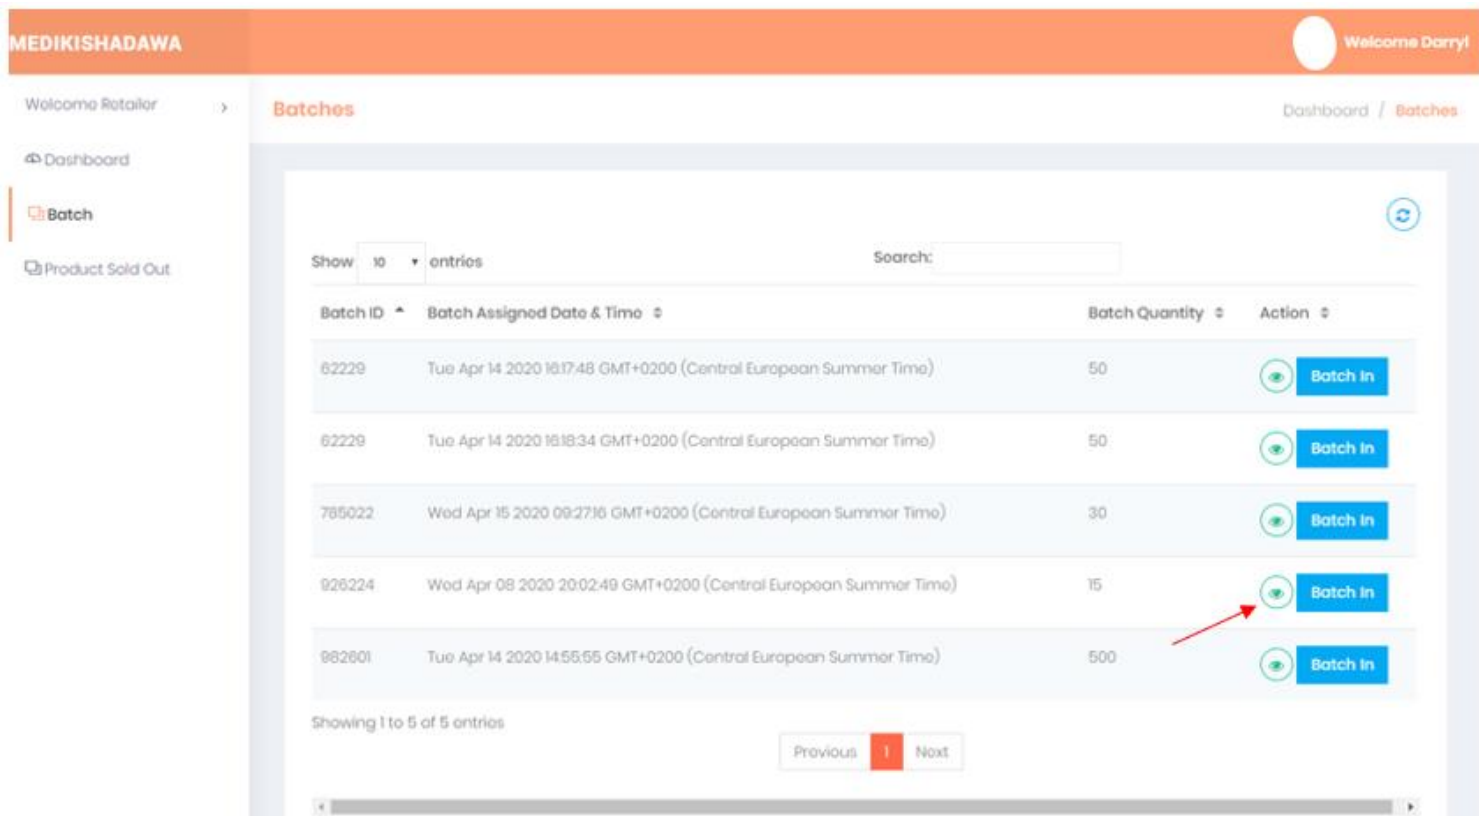 MEDIKISHADAWA
Welcome Darryl
Welcome Retailer
Batches
Dashboard / Batches
Dashboard
Batch
Product Sold Out
Show 10 entries
Search:
Batch ID Batch Assigned Date & Time Batch Quantity Action
62229 Tue Apr 14 2020 16:17:48 GMT+0200 (Central European Summer Time) 50 Batch In
62229 Tue Apr 14 2020 16:18:34 GMT+0200 (Central European Summer Time) 50 Batch In
785022 Wed Apr 15 2020 09:27:16 GMT+0200 (Central European Summer Time) 30 Batch In
926224 Wed Apr 08 2020 20:02:49 GMT+0200 (Central European Summer Time) 15 Batch In
982601 Tue Apr 14 2020 14:55:55 GMT+0200 (Central European Summer Time) 500 Batch In
Showing 1 to 5 of 5 entries
Previous 1 Next